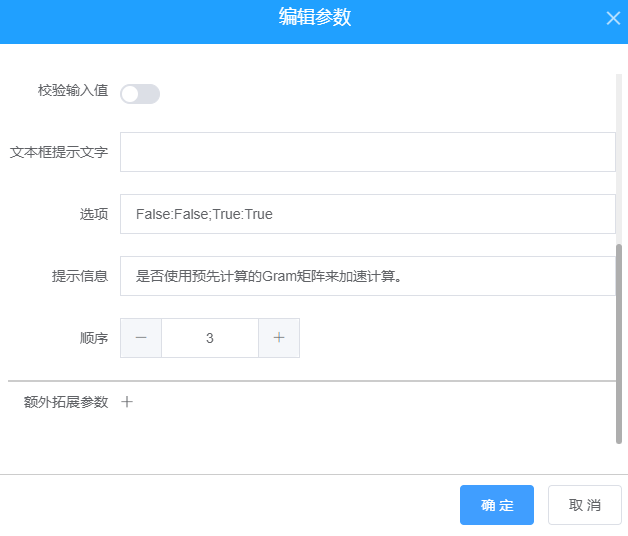 编辑参数
校验输入值
文本框提示文字
选项 False:False;True:True
提示信息 是否使用预先计算的Gram矩阵来加速计算。
顺序 3
额外拓展参数
确定 取消